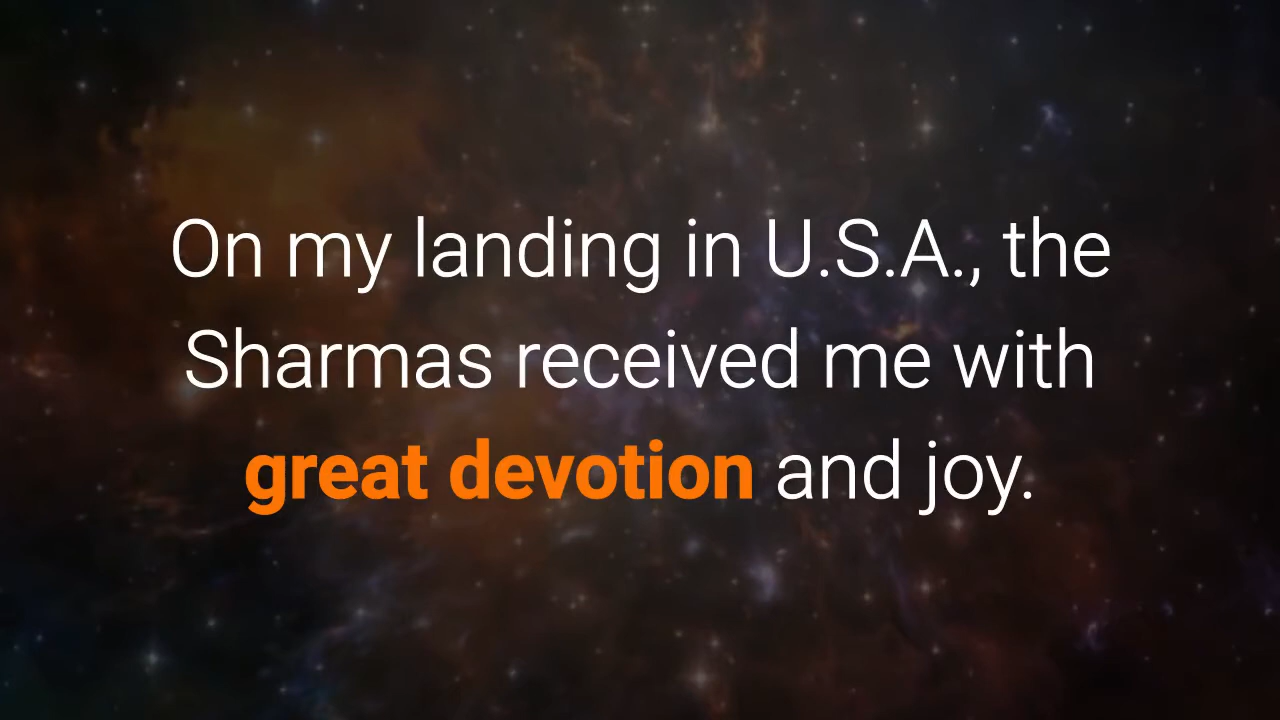 On my landing in U.S.A., the
Sharmas received me with
great devotion and joy.